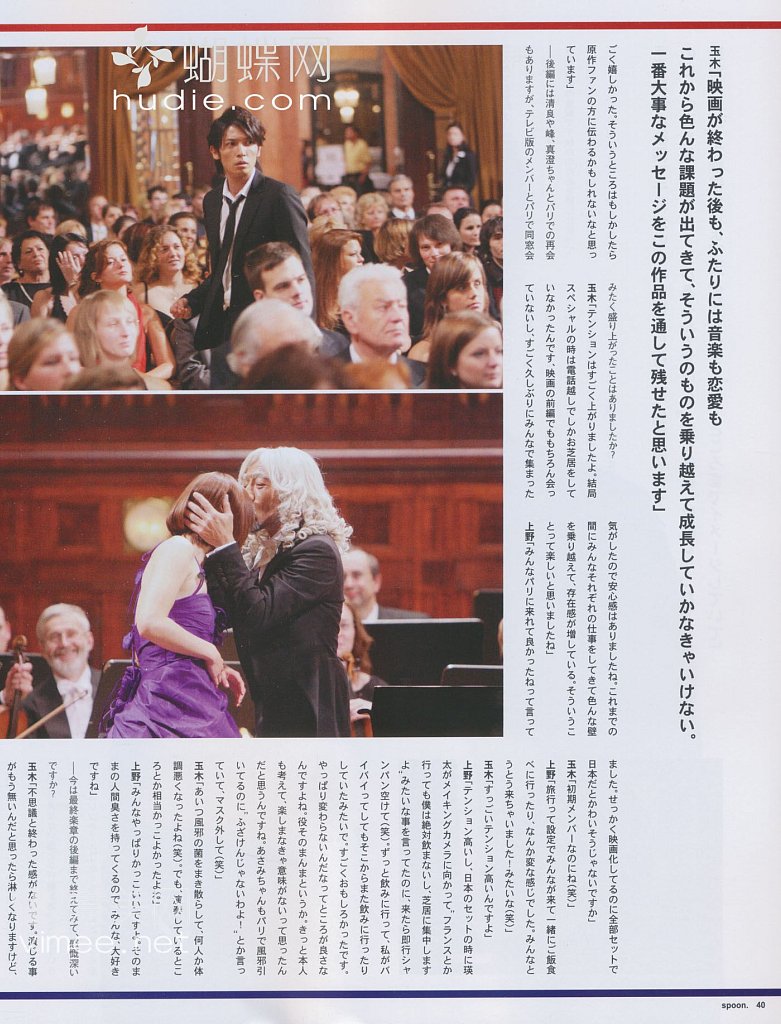 蝴蝶网
hudie.com
玉木「映画が終わった後も、ふたりには音楽も恋愛も
これから色んな課題が出てきて、そういうのものを乗り越えて成長していかなきゃいけない。
一番大事なメッセージをこの作品を通して残せたと思います」
ごく嬉しかった。そういうところはもしかしたら
原作ファンの方に伝わるかもしれないなと思っ
ています」
──後編には清良や峰、真澄ちゃんとパリでの再会
もありますが、テレビ版のメンバーとパリで同窓会
みたく盛り上がったことはありましたか?
玉木「テンションはすごく上がりましたよ。結局
スペシャルの時は電話越しでしかお芝居をして
いなかったんです、映画の前編でももちろん会っ
ていないし、すごく久しぶりにみんなで集まった
気がしたので安心感はありましたね。これまでの
間にみんなそれぞれの仕事をしてきて色んな壁
を乗り越えて、存在感が増している。そういうこ
とって楽しいと思いましたね」
上野「みんなパリに来れて良かったねって言って
ました。せっかく映画化してるのに全部セットで
日本だとかわいそうじゃないですか」
玉木「初期メンバーなのにね(笑)」
上野「旅行って設定でみんなが来て一緒にご飯食
べに行ったり、なんか変な感じでした。みんなと
うとう来ちゃいました!みたいな(笑)」
玉木「すっごいテンション高いんですよ」
上野「テンション高いし、日本のセットの時に瑛
太がメイキングカメラに向かって〝フランスとか
行っても僕は絶対飲まないし、芝居に集中します
よ〟みたいな事を言ってたのに、来たら即行シャ
ンパン空けて(笑)。ずっと飲みに行って、私がバ
イバイってしてもそこからまた飲みに行ったり
していたみたいで。すごくおもしろかったです。
やっぱり変わらないんだなってところが良さな
んですよね。役そのまんまというか。きっと本人
も考えて、楽しまなきゃ意味がないって思ったん
だと思うんですね。あさみちゃんもパリで風邪引
いてるのに〝ふざけんじゃないわよ!〟とか言っ
ていて、マスク外して(笑)」
玉木「あいつ風邪の菌をまき散らして、何人か体
調悪くなったよね(笑)。でも、演奏しているとこ
ろとか相当かっこよかったよ」
上野「みんなやっぱりかっこいいですよ。そのま
まの人間臭さを持ってくるので、みんな、大好き
ですね」
──今は最終楽章の後編まで終えてみて、感慨深い
ですか?
玉木「不思議と終わった感がないです。演じる事
がもう無いんだと思ったら淋しくなりますけど、
vimeet.net
spoon. 40